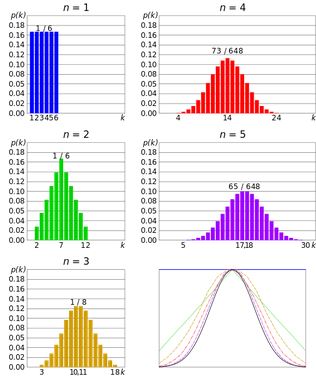 n = 1
p(k)
1 / 6
0.18
0.16
0.14
0.12
0.10
0.08
0.06
0.04
0.02
0.00
123456 k
n = 4
p(k)
0.18
0.16
0.14
0.12
0.10
0.08
0.06
0.04
0.02
0.00
73 / 648
4 14 24 k
n = 2
p(k)
0.18
0.16
0.14
0.12
0.10
0.08
0.06
0.04
0.02
0.00
1 / 6
2 7 12 k
n = 5
p(k)
0.18
0.16
0.14
0.12
0.10
0.08
0.06
0.04
0.02
0.00
65 / 648
5 17,18 30 k
n = 3
p(k)
0.18
0.16
0.14
0.12
0.10
0.08
0.06
0.04
0.02
0.00
1 / 8
3 10,11 18 k